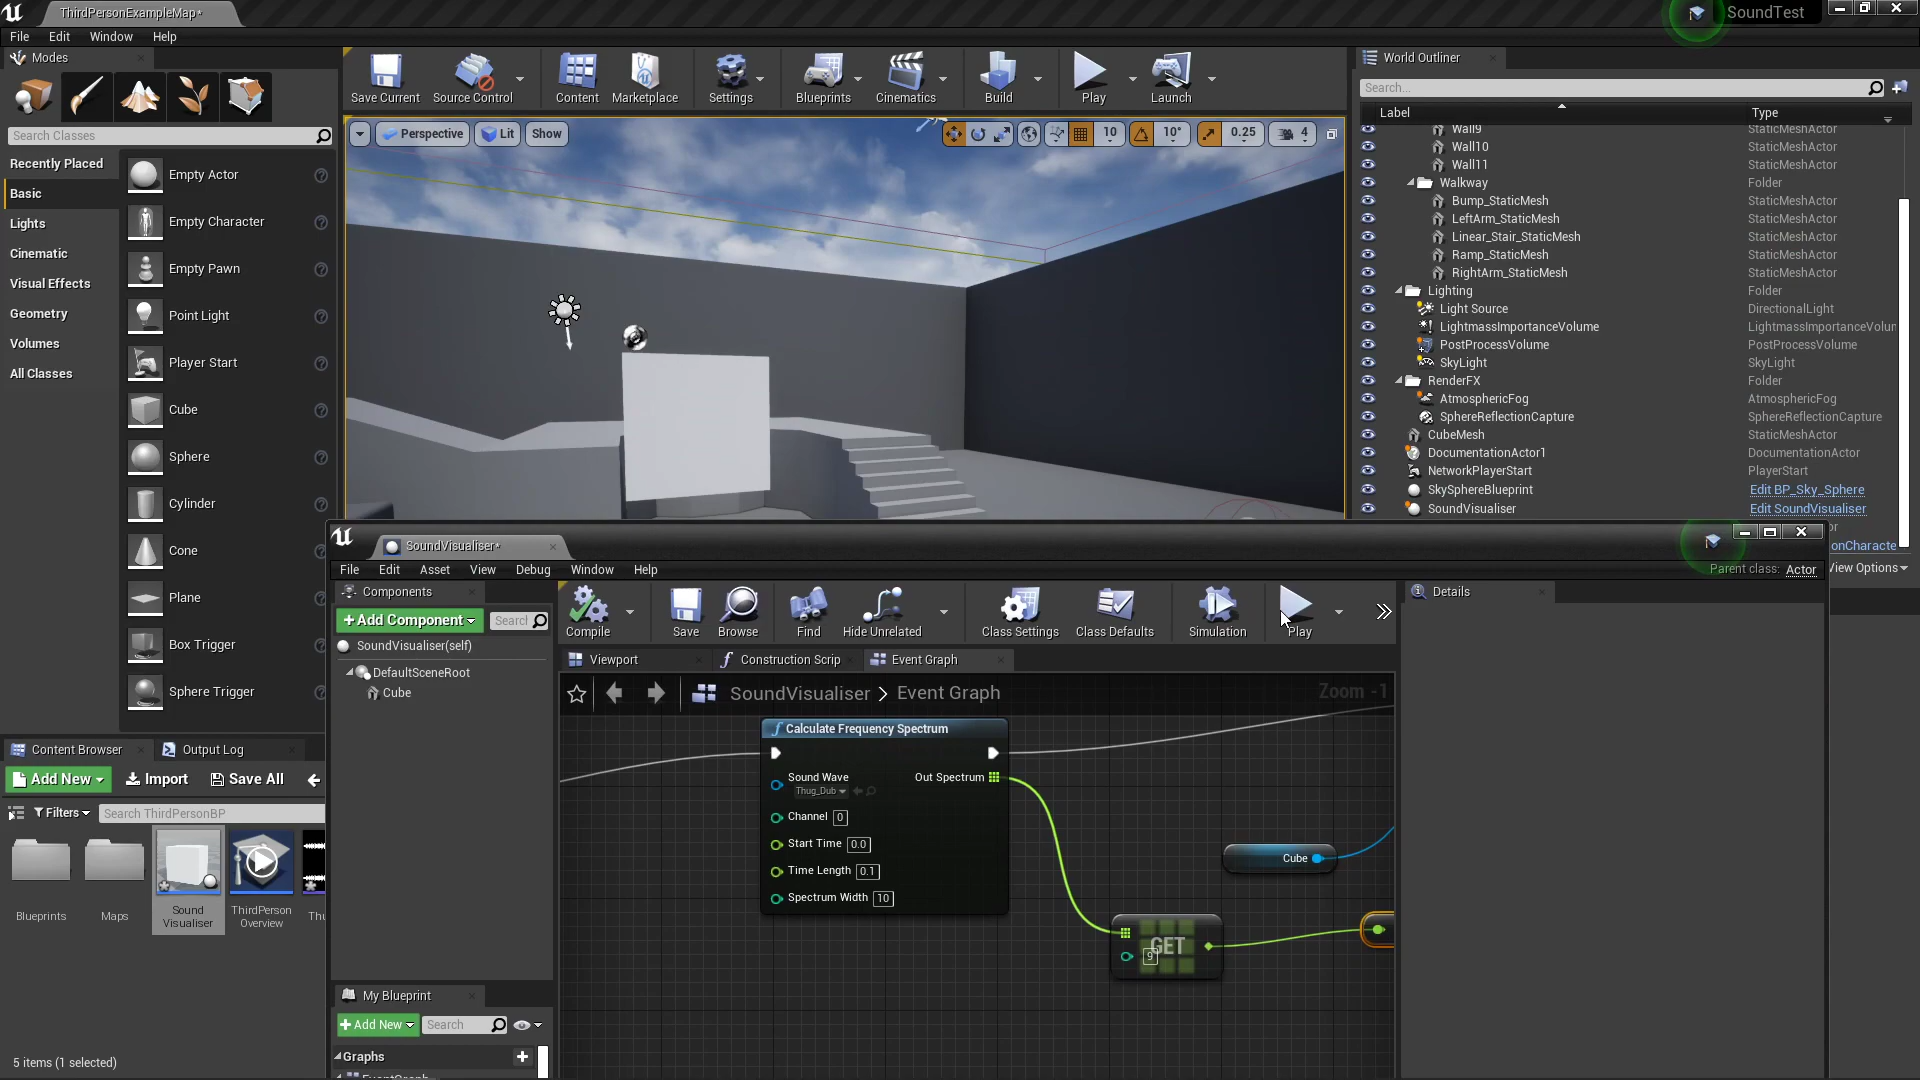 ThirdPersonExampleMap*
SoundTest
File Edit Window Help
Modes
Search Classes
Recently Placed
Basic
Lights
Cinematic
Visual Effects
Geometry
Volumes
All Classes
Empty Actor
Empty Character
Empty Pawn
Point Light
Player Start
Cube
Sphere
Cylinder
Cone
Plane
Box Trigger
Sphere Trigger
Save Current Source Control Content Marketplace Settings Blueprints Cinematics Build Play Launch
Perspective Lit Show
10 10° 0.25 4
World Outliner
Search...
Label Type
Wall9 StaticMeshActor
Wall10 StaticMeshActor
Wall11 StaticMeshActor
Walkway Folder
Bump_StaticMesh StaticMeshActor
LeftArm_StaticMesh StaticMeshActor
Linear_Stair_StaticMesh StaticMeshActor
Ramp_StaticMesh StaticMeshActor
RightArm_StaticMesh StaticMeshActor
Lighting Folder
Light Source DirectionalLight
LightmassImportanceVolume LightmassImportanceVolun
PostProcessVolume PostProcessVolume
SkyLight SkyLight
RenderFX Folder
AtmosphericFog AtmosphericFog
SphereReflectionCapture SphereReflectionCapture
CubeMesh StaticMeshActor
DocumentationActor1 DocumentationActor
NetworkPlayerStart PlayerStart
SkySphereBlueprint Edit BP_Sky_Sphere
SoundVisualiser Edit SoundVisualiser
or
onCharacte
View Options
Content Browser Output Log
Add New Import Save All
Filters Search ThirdPersonBP
Blueprints
Maps
Sound
Visualiser
ThirdPerson
Overview
Thu
5 items (1 selected)
SoundVisualiser*
File Edit Asset View Debug Window Help
Parent class: Actor
Components
+Add Component Search
SoundVisualiser(self)
DefaultSceneRoot
Cube
My Blueprint
+Add New Search
Graphs
EventGraph
Compile Save Browse Find Hide Unrelated Class Settings Class Defaults Simulation Play
Viewport Construction Scrip Event Graph
SoundVisualiser > Event Graph
Zoom -1
Calculate Frequency Spectrum
Sound Wave Out Spectrum
Thug_Dub
Channel 0
Start Time 0.0
Time Length 0.1
Spectrum Width 10
Cube
GET
9
Details